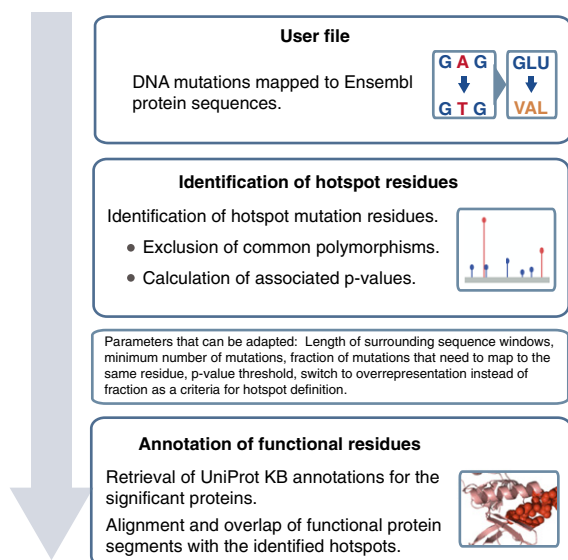 User file
DNA mutations mapped to Ensembl
protein sequences.
G A G
G T G
GLU
VAL
Identification of hotspot residues
Identification of hotspot mutation residues.
• Exclusion of common polymorphisms.
• Calculation of associated p-values.
Parameters that can be adapted: Length of surrounding sequence windows,
minimum number of mutations, fraction of mutations that need to map to the
same residue, p-value threshold, switch to overrepresentation instead of
fraction as a criteria for hotspot definition.
Annotation of functional residues
Retrieval of UniProt KB annotations for the
significant proteins.
Alignment and overlap of functional protein
segments with the identified hotspots.